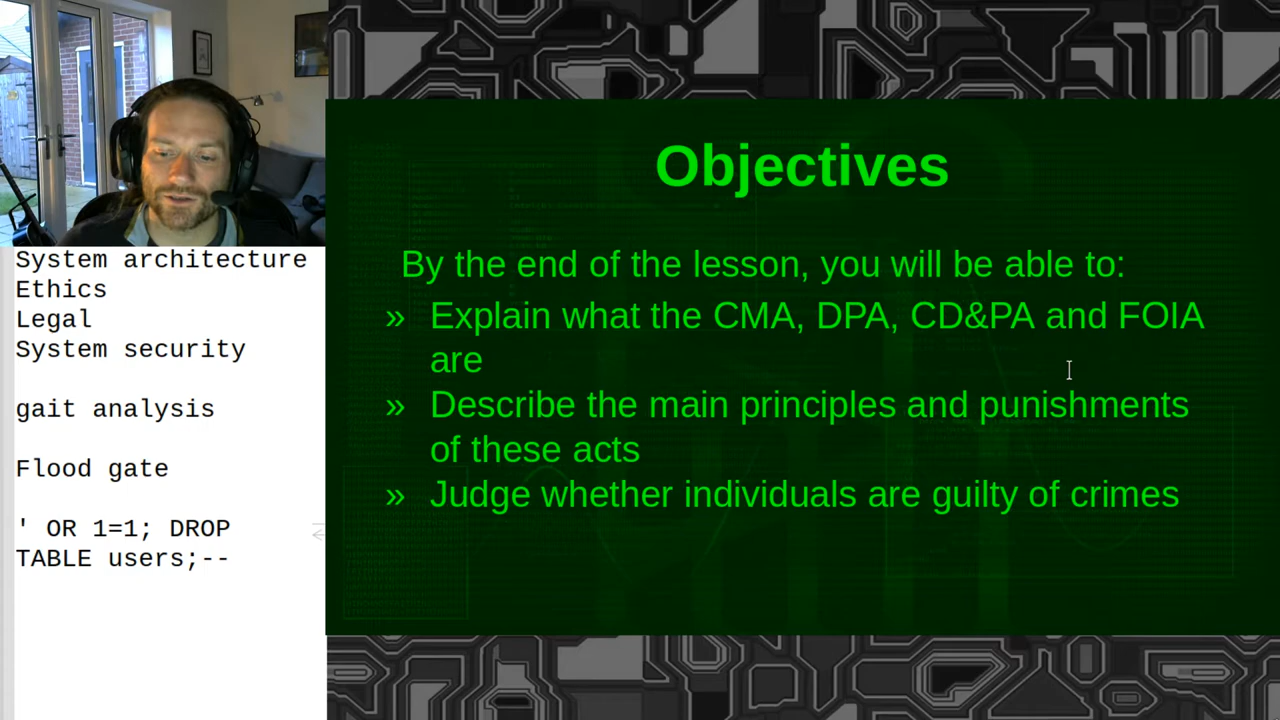 System architecture
Ethics
Legal
System security
gait analysis
Flood gate
' OR 1=1; DROP
TABLE users;--
Objectives
By the end of the lesson, you will be able to:
» Explain what the CMA, DPA, CD&PA and FOIA
are
» Describe the main principles and punishments
of these acts
» Judge whether individuals are guilty of crimes